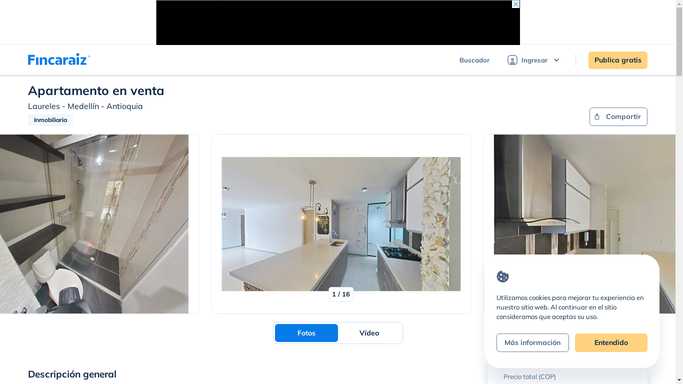 Fincaraiz
Buscador
Ingresar
Publica gratis
Apartamento en venta
Laureles - Medellín - Antioquia
Inmobiliaria
Compartir
1 / 16
Fotos
Video
Utilizamos cookies para mejorar tu experiencia en
nuestro sitio web. Al continuar en el sitio
consideramos que aceptas su uso.
Más información
Entendido
Descripción general
Precio total (COP)